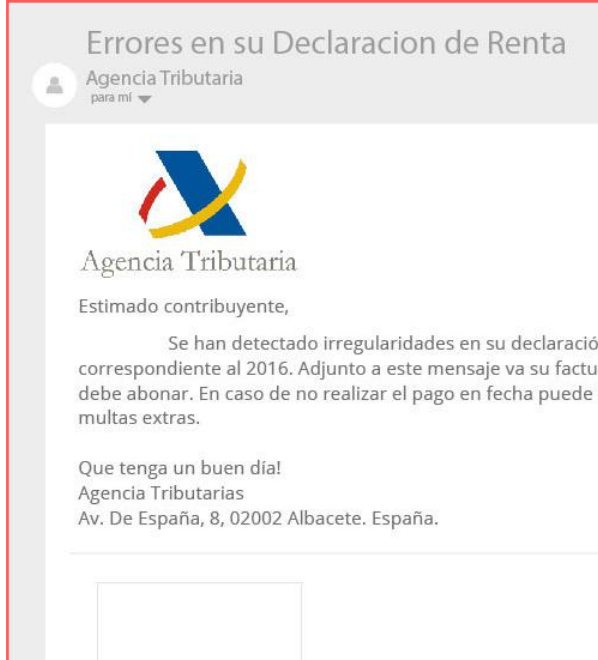 Errores en su Declaracion de Renta
Agencia Tributaria
para mí
Agencia Tributaria
Estimado contribuyente,
Se han detectado irregularidades en su declaració
correspondiente al 2016. Adjunto a este mensaje va su factu
debe abonar. En caso de no realizar el pago en fecha puede
multas extras.
Que tenga un buen día!
Agencia Tributarias
Av. De España, 8, 02002 Albacete. España.